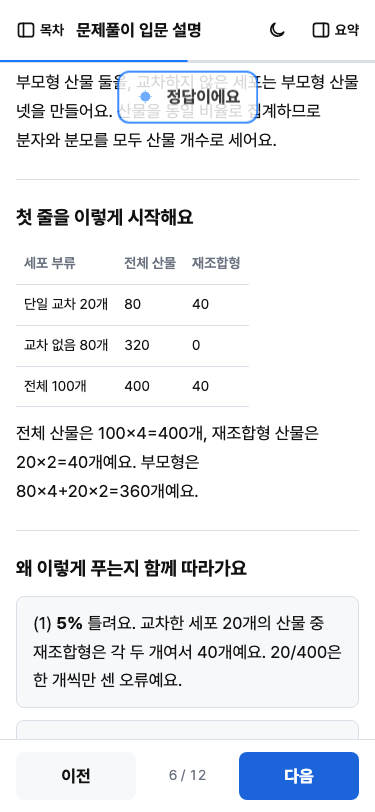 목차 문제풀이 입문 설명 요약
부모형 산물 둘을, 교차하지 않은 세포는 부모형 산물
정답이에요
넷을 만들어요. 산물을 동일 비율로 집계하므로
분자와 분모를 모두 산물 개수로 세어요.
첫 줄을 이렇게 시작해요
세포 부류 전체 산물 재조합형
단일 교차 20개 80 40
교차 없음 80개 320 0
전체 100개 400 40
전체 산물은 100×4=400개, 재조합형 산물은
20×2=40개예요. 부모형은
80×4+20×2=360개예요.
왜 이렇게 푸는지 함께 따라가요
(1) 5% 틀려요. 교차한 세포 20개의 산물 중
재조합형은 각 두 개여서 40개예요. 20/400은
한 개씩만 센 오류예요.
이전 6 / 12 다음